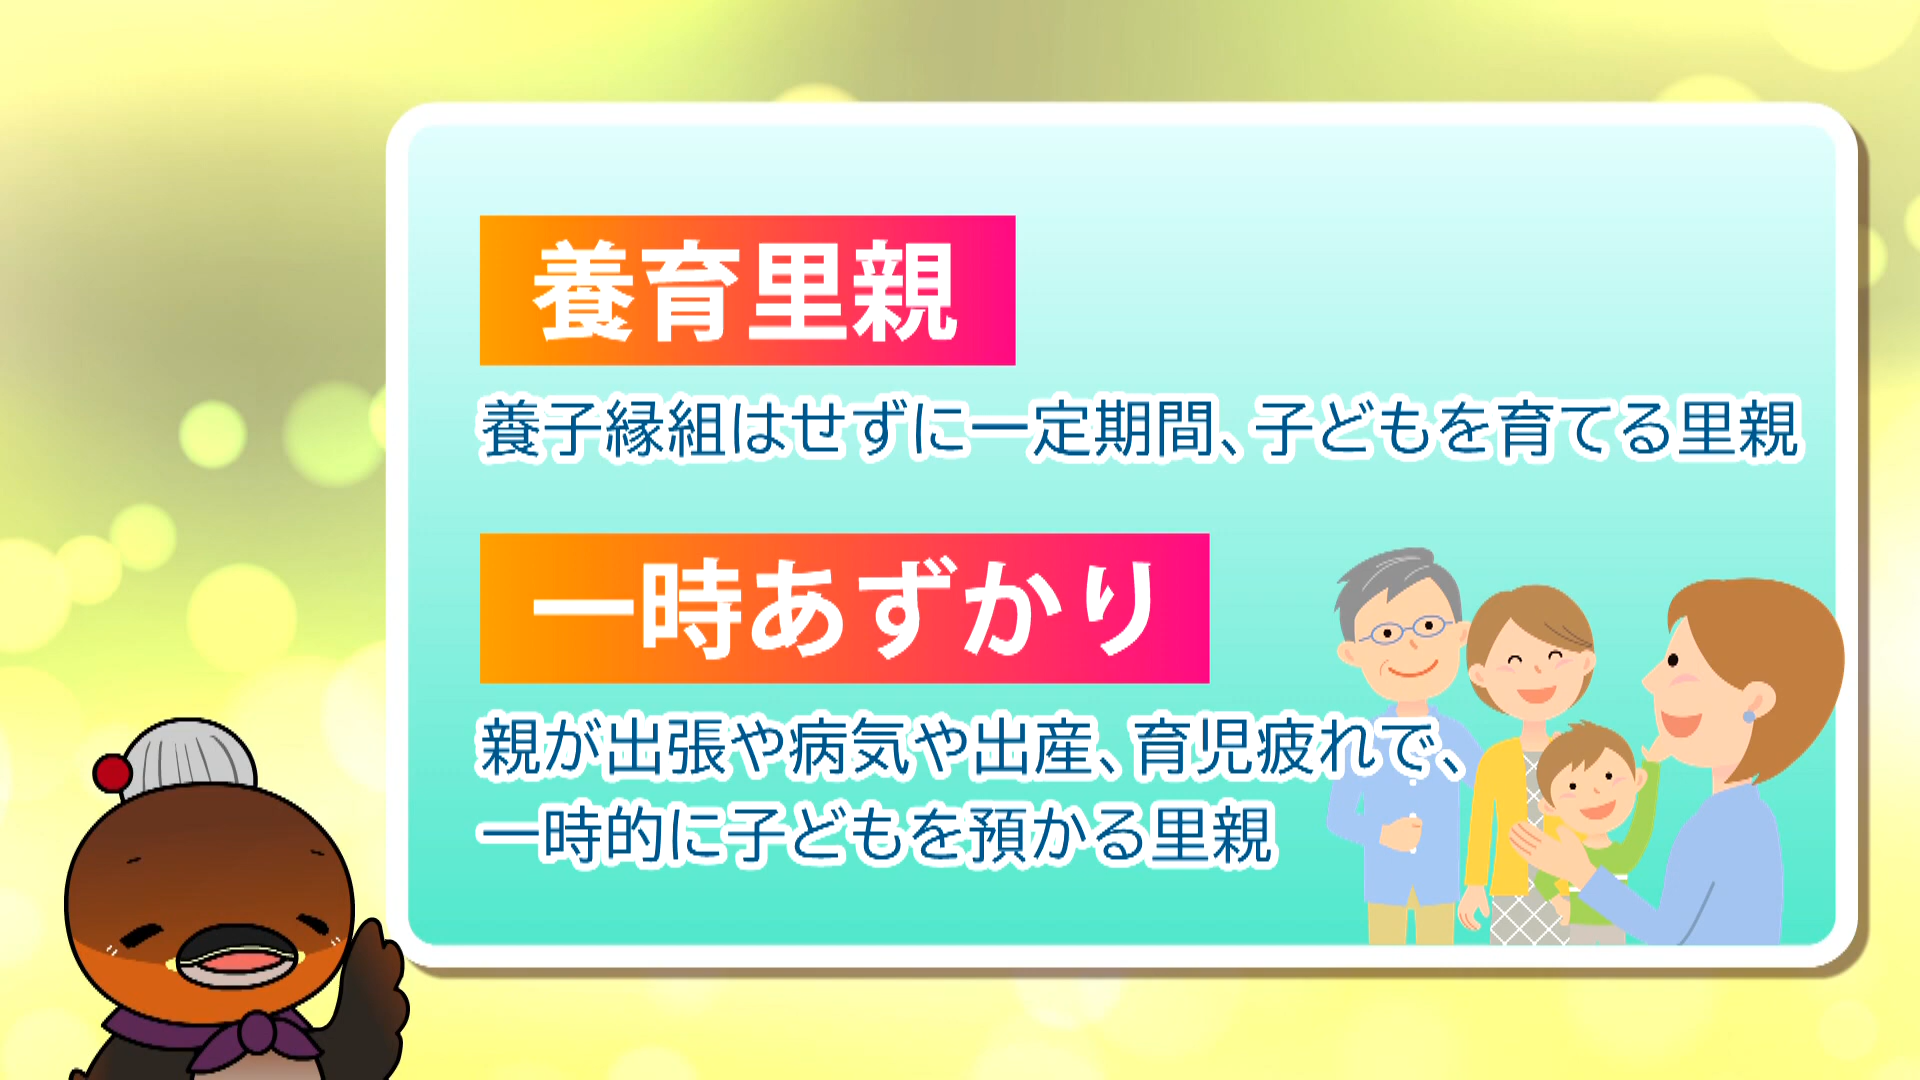 養育里親
養子縁組はせずに一定期間、子どもを育てる里親
一時あずかり
親が出張や病気や出産、育児疲れで、
一時的に子どもを預かる里親